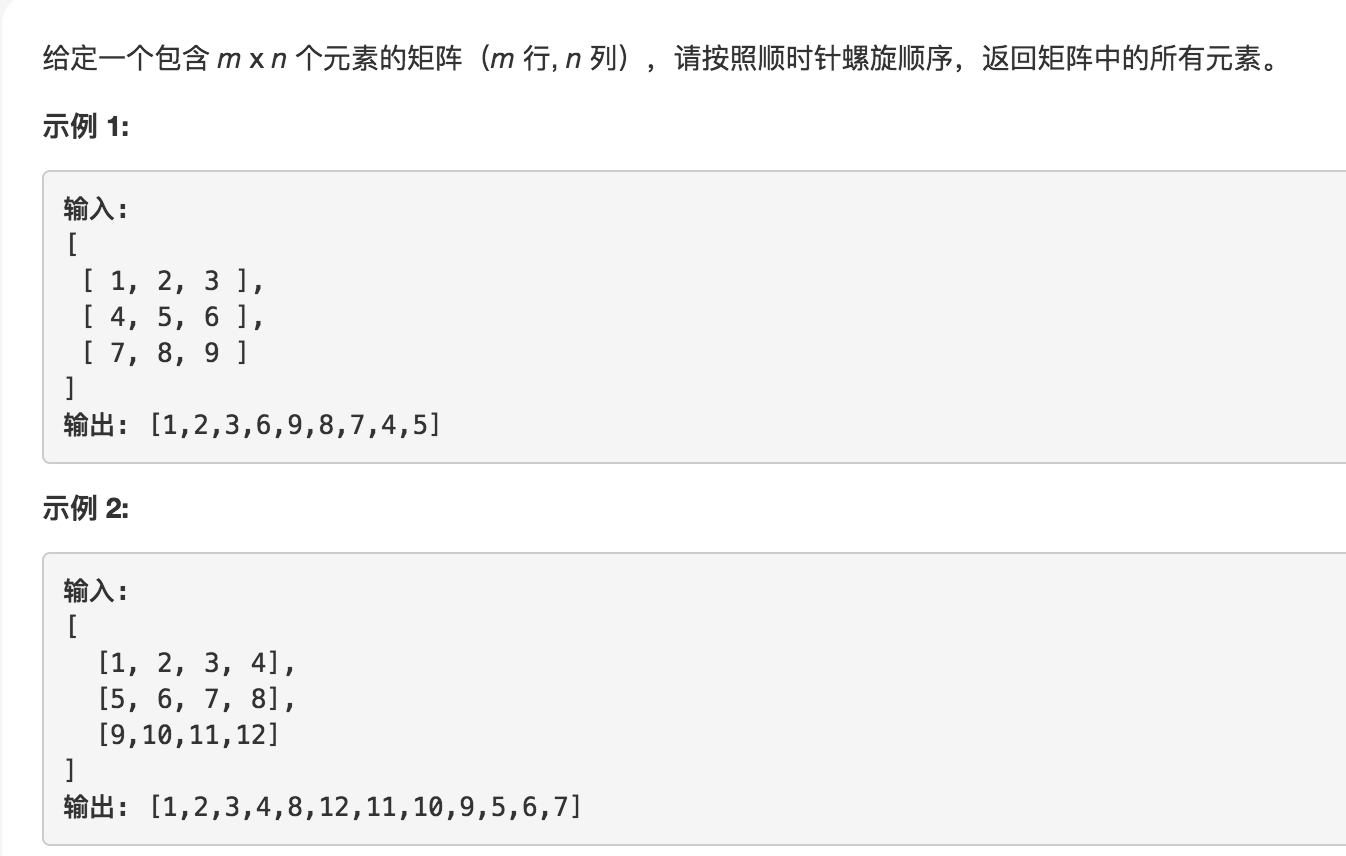 给定一个包含 m x n 个元素的矩阵（m 行, n 列），请按照顺时针螺旋顺序，返回矩阵中的所有元素。
示例 1:
输入:
[
 [ 1, 2, 3 ],
 [ 4, 5, 6 ],
 [ 7, 8, 9 ]
]
输出: [1,2,3,6,9,8,7,4,5]
示例 2:
输入:
[
  [1, 2, 3, 4],
  [5, 6, 7, 8],
  [9,10,11,12]
]
输出: [1,2,3,4,8,12,11,10,9,5,6,7]